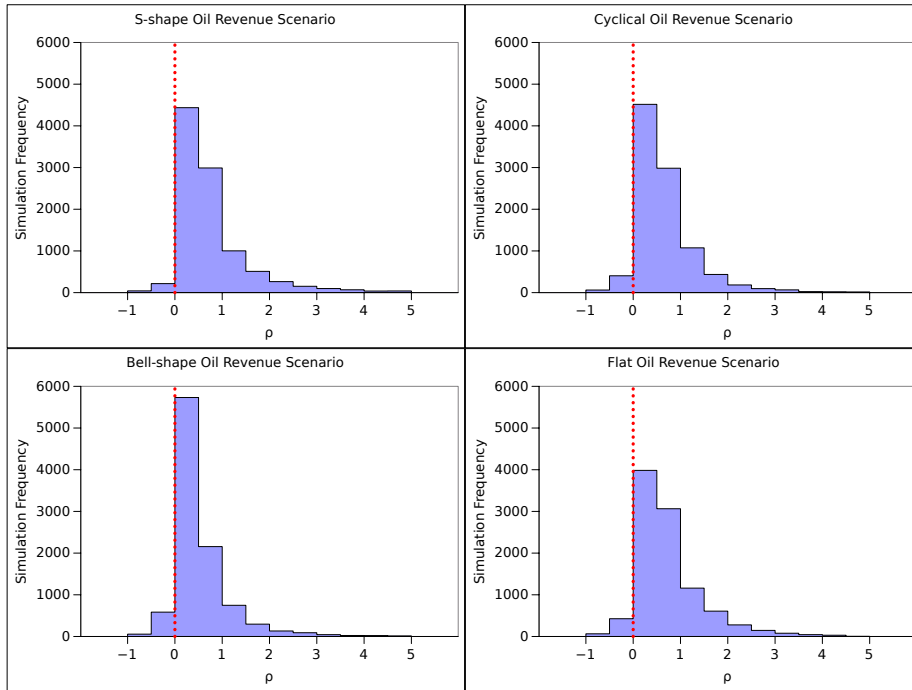 S-shape Oil Revenue Scenario
6000
5000
4000
3000
2000
1000
0
Simulation Frequency
−1 0 1 2 3 4 5
ρ
Cyclical Oil Revenue Scenario
6000
5000
4000
3000
2000
1000
0
Simulation Frequency
−1 0 1 2 3 4 5
ρ
Bell-shape Oil Revenue Scenario
6000
5000
4000
3000
2000
1000
0
Simulation Frequency
−1 0 1 2 3 4 5
ρ
Flat Oil Revenue Scenario
6000
5000
4000
3000
2000
1000
0
Simulation Frequency
−1 0 1 2 3 4 5
ρ